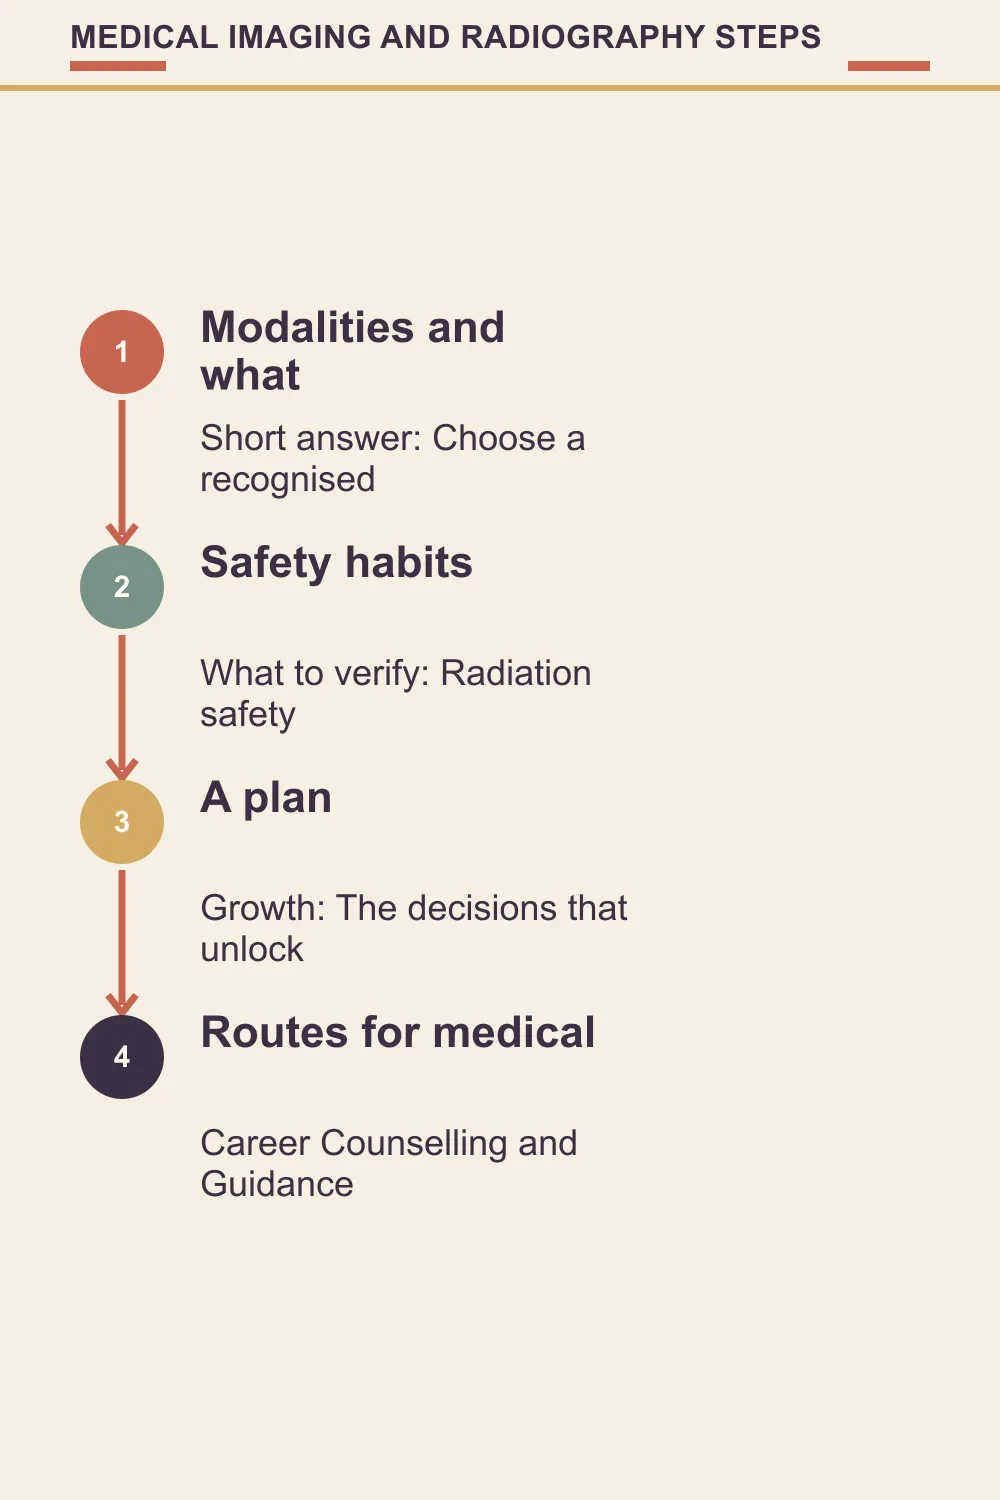 MEDICAL IMAGING AND RADIOGRAPHY STEPS
1
Modalities and
what
Short answer: Choose a
recognised
2
Safety habits
What to verify: Radiation
safety
3
A plan
Growth: The decisions that
unlock
4
Routes for medical
Career Counselling and
Guidance